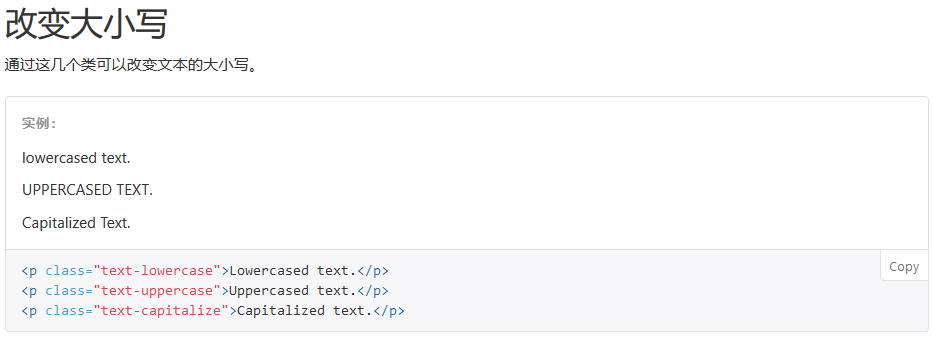 改变大小写
通过这几个类可以改变文本的大小写。
实例：
lowercased text.
UPPERCASED TEXT.
Capitalized Text.
<p class="text-lowercase">Lowercased text.</p>
Copy
<p class="text-uppercase">Uppercased text.</p>
<p class="text-capitalize">Capitalized text.</p>